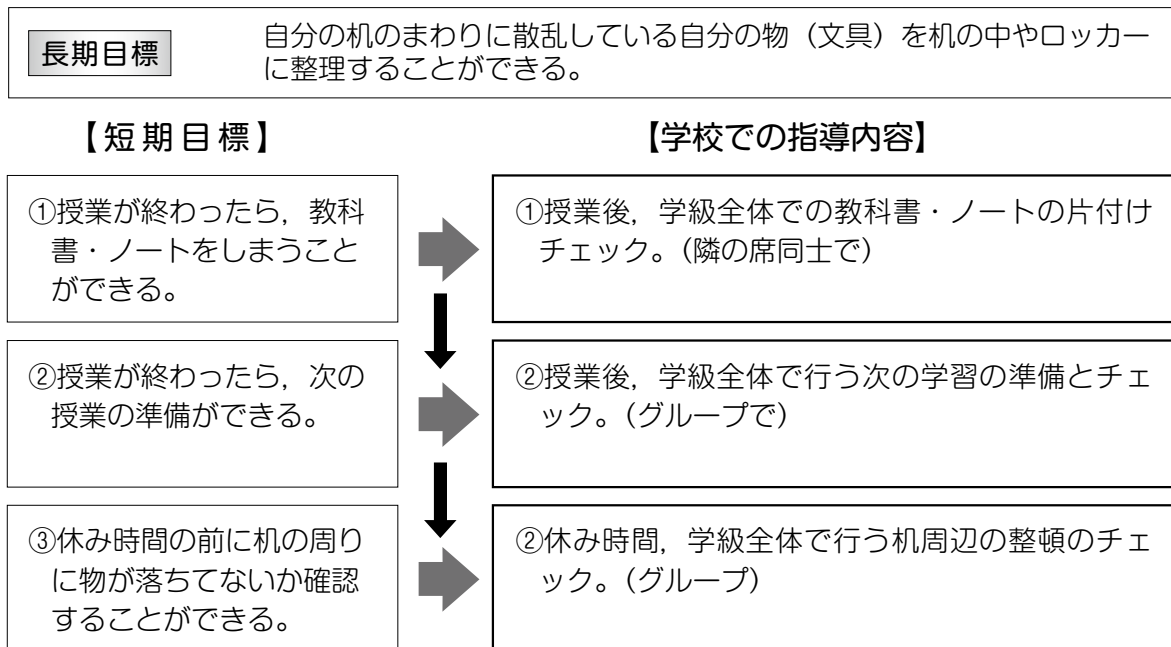 長期目標
自分の机のまわりに散乱している自分の物（文具）を机の中やロッカー
に整理することができる。
【短期目標】
【学校での指導内容】
①授業が終わったら，教科
書・ノートをしまうこと
ができる。
①授業後，学級全体での教科書・ノートの片付け
チェック。（隣の席同士で）
②授業が終わったら，次の
授業の準備ができる。
②授業後，学級全体で行う次の学習の準備とチェ
ック。（グループで）
③休み時間の前に机の周り
に物が落ちてないか確認
することができる。
②休み時間，学級全体で行う机周辺の整頓のチェ
ック。（グループ）